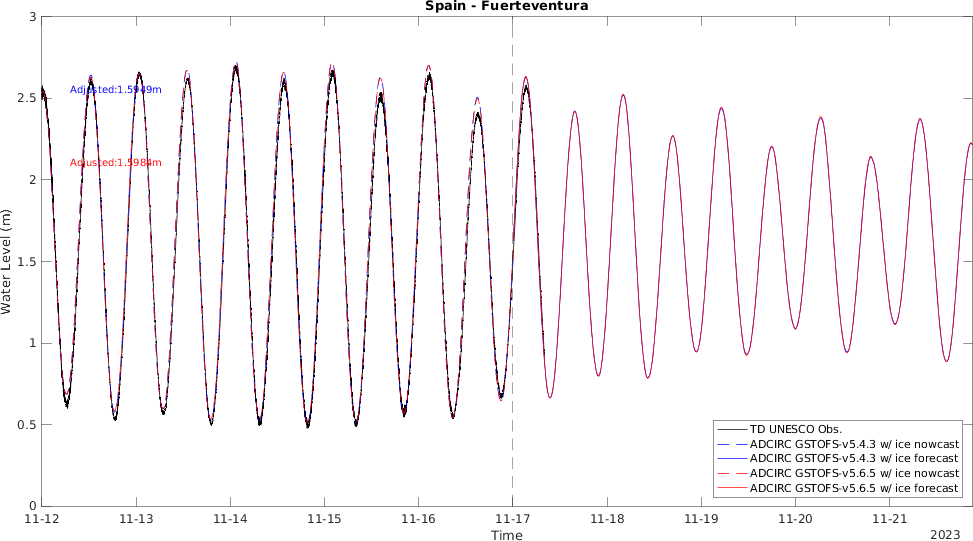 Spain - Fuerteventura
3
2.5
2
1.5
1
0.5
0
Water Level (m)
Adjusted:1.5949m
Adjusted:1.5984m
TD UNESCO Obs.
ADCIRC GSTOFS-v5.4.3 w/ ice nowcast
ADCIRC GSTOFS-v5.4.3 w/ ice forecast
ADCIRC GSTOFS-v5.6.5 w/ ice nowcast
ADCIRC GSTOFS-v5.6.5 w/ ice forecast
11-12 11-13 11-14 11-15 11-16 11-17 11-18 11-19 11-20 11-21
Time
2023